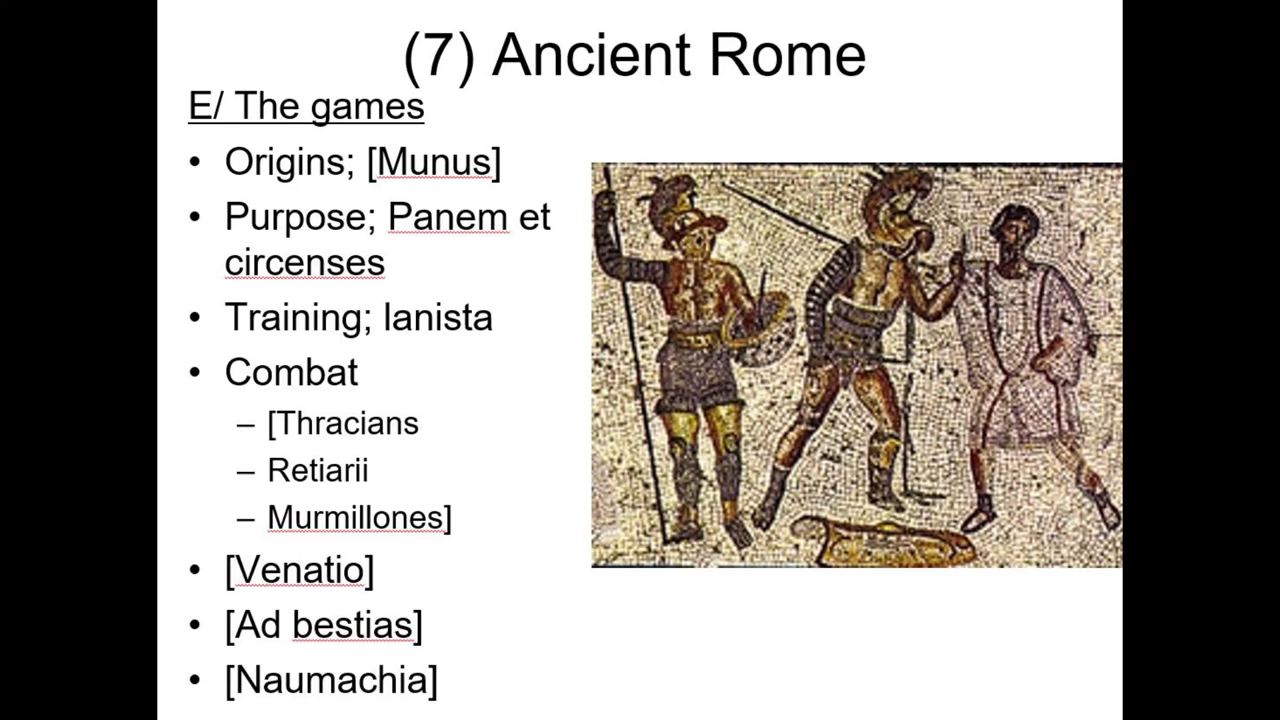 (7) Ancient Rome
E/ The games
• Origins; [Munus]
• Purpose; Panem et
circenses
• Training; lanista
• Combat
– [Thracians
– Retiarii
– Murmillones]
• [Venatio]
• [Ad bestias]
• [Naumachia]